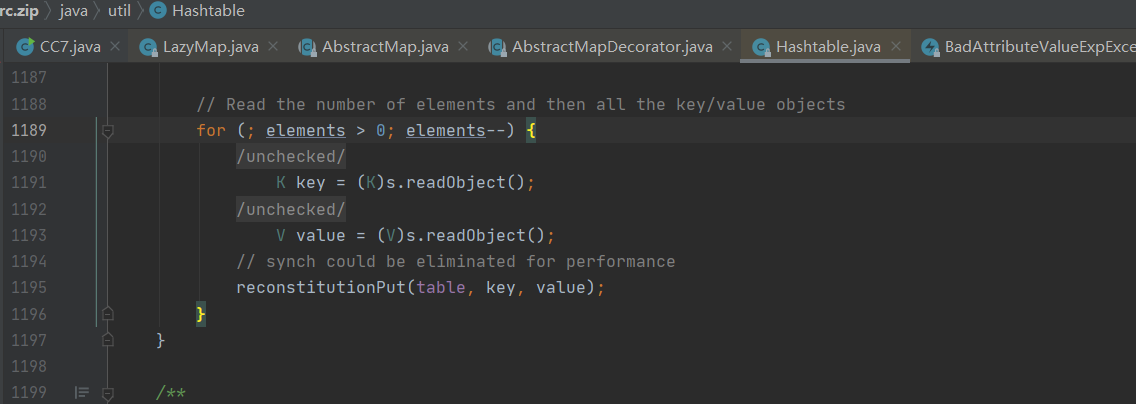 rc.zip java util Hashtable
CC7.java LazyMap.java AbstractMap.java AbstractMapDecorator.java Hashtable.java BadAttributeValueExpExce
1187
1188 // Read the number of elements and then all the key/value objects
1189 for (; elements > 0; elements--) {
1190 /unchecked/
1191 K key = (K)s.readObject();
1192 /unchecked/
1193 V value = (V)s.readObject();
1194 // synch could be eliminated for performance
1195 reconstitutionPut(table, key, value);
1196 }
1197 }
1198
1199 /**